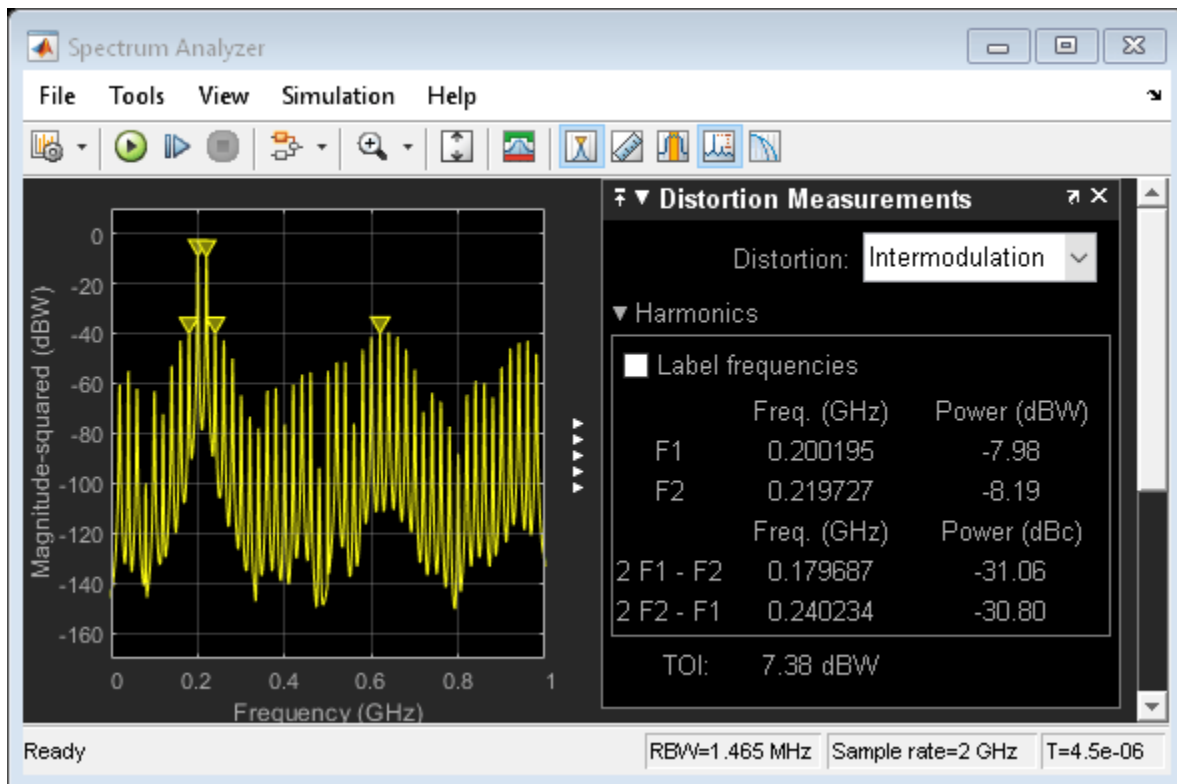 Spectrum Analyzer
File Tools View Simulation Help
Distortion Measurements
Distortion: Intermodulation
Harmonics
Label frequencies
Freq. (GHz) Power (dBW)
F1 0.200195 -7.98
F2 0.219727 -8.19
Freq. (GHz) Power (dBc)
2 F1 - F2 0.179687 -31.06
2 F2 - F1 0.240234 -30.80
TOI: 7.38 dBW
Magnitude-squared (dBW)
0
-20
-40
-60
-80
-100
-120
-140
-160
0 0.2 0.4 0.6 0.8 1
Frequency (GHz)
Ready RBW=1.465 MHz Sample rate=2 GHz T=4.5e-06